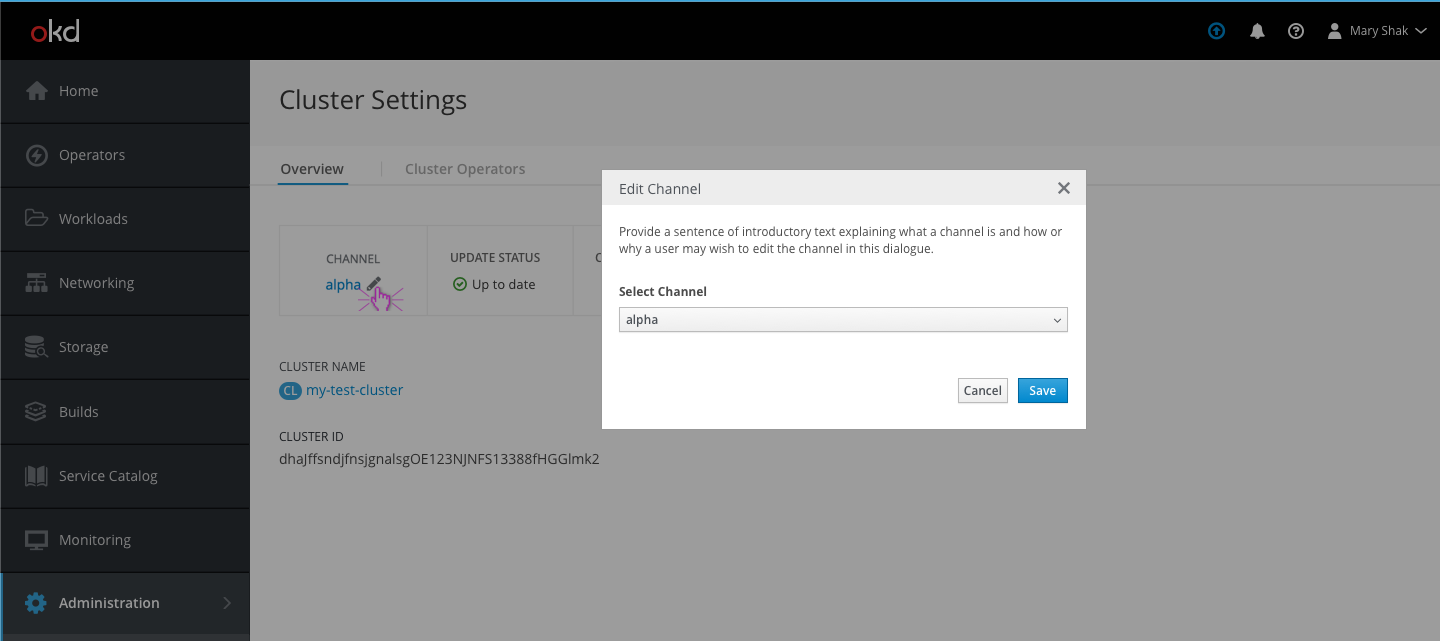 okd
Mary Shak
Home
Operators
Workloads
Networking
Storage
Builds
Service Catalog
Monitoring
Administration
Cluster Settings
Overview
Cluster Operators
CHANNEL
alpha
UPDATE STATUS
Up to date
C
CLUSTER NAME
CL my-test-cluster
CLUSTER ID
dhaJffsndjfnsjgnalsgOE123NJNFS13388fHGGlmk2
Edit Channel
Provide a sentence of introductory text explaining what a channel is and how or
why a user may wish to edit the channel in this dialogue.
Select Channel
alpha
Cancel
Save